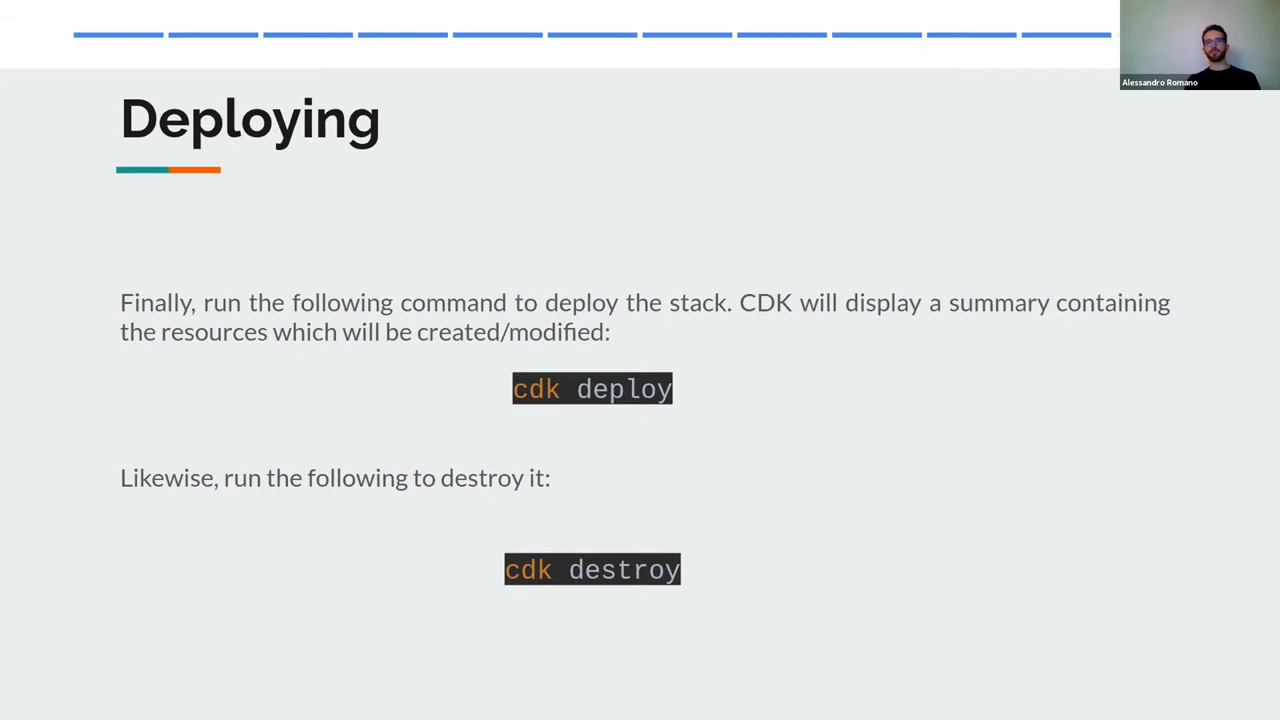 Alessandro Romano
Deploying
Finally, run the following command to deploy the stack. CDK will display a summary containing
the resources which will be created/modified:
cdk deploy
Likewise, run the following to destroy it:
cdk destroy